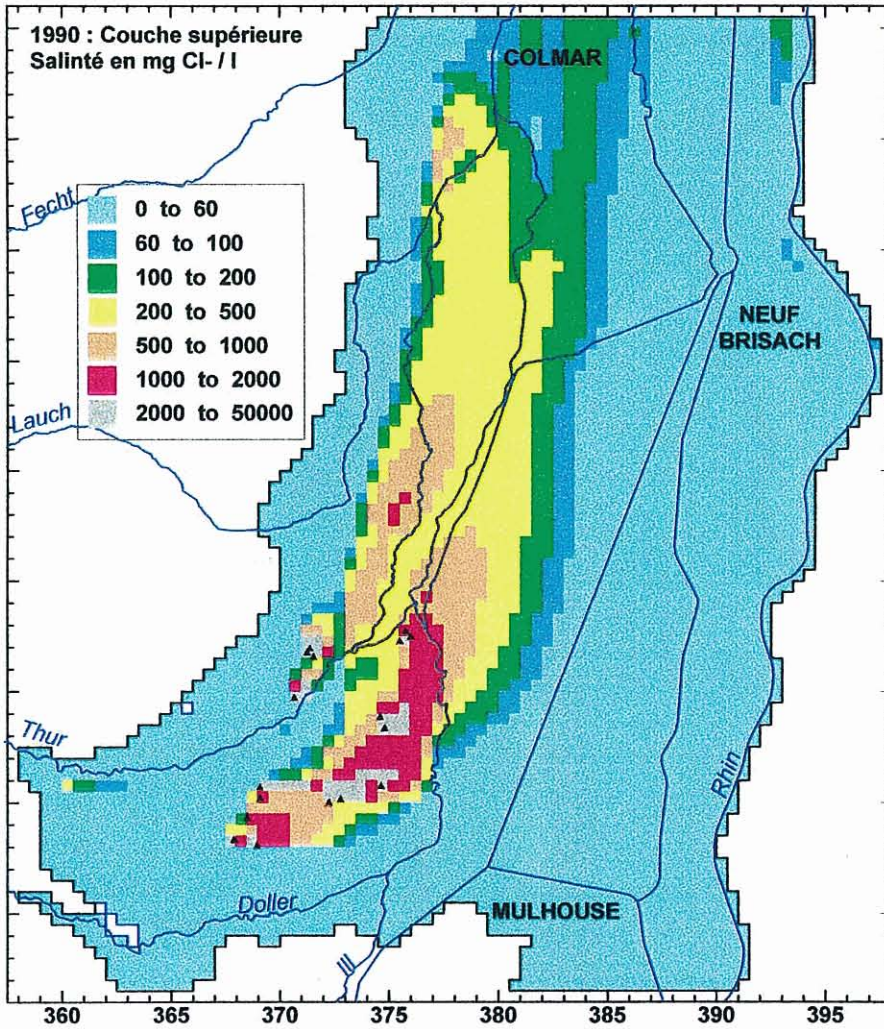 1990 : Couche supérieure
Salinté en mg Cl- / l
COLMAR
Fecht
0 to 60
60 to 100
100 to 200
200 to 500
500 to 1000
1000 to 2000
2000 to 50000
NEUF
BRISACH
Lauch
Thur
Rhin
Doller
MULHOUSE
Ill
360 365 370 375 380 385 390 395